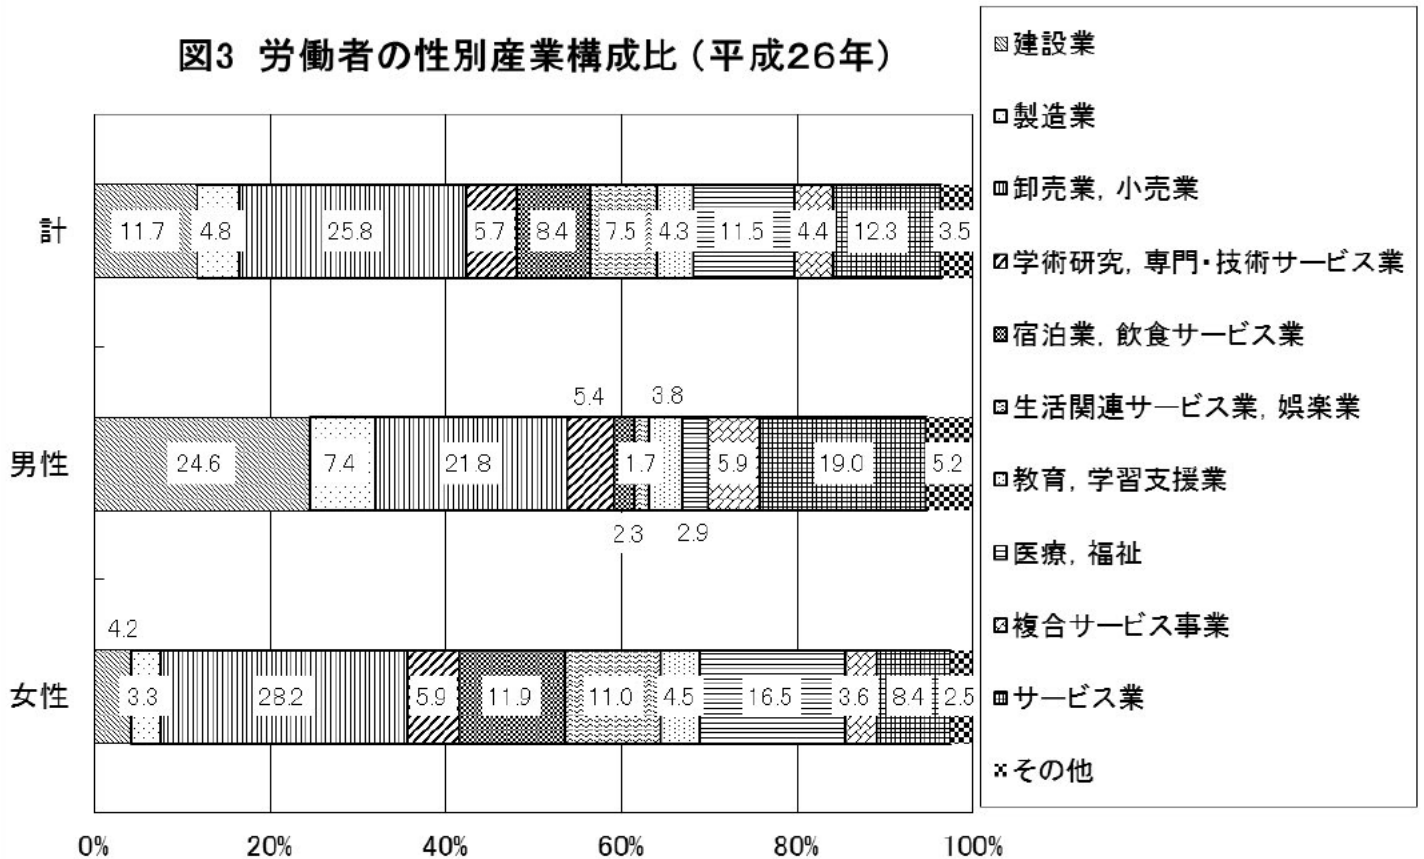 図3 労働者の性別産業構成比（平成26年）
計
11.7 4.8 25.8 5.7 8.4 7.5 4.3 11.5 4.4 12.3 3.5
5.4 3.8
男性
24.6 7.4 21.8 1.7 5.9 19.0 5.2
2.3 2.9
4.2
女性
3.3 28.2 5.9 11.9 11.0 4.5 16.5 3.6 8.4 2.5
0% 20% 40% 60% 80% 100%
建設業
製造業
卸売業, 小売業
学術研究, 専門・技術サービス業
宿泊業, 飲食サービス業
生活関連サービス業, 娯楽業
教育, 学習支援業
医療, 福祉
複合サービス事業
サービス業
その他